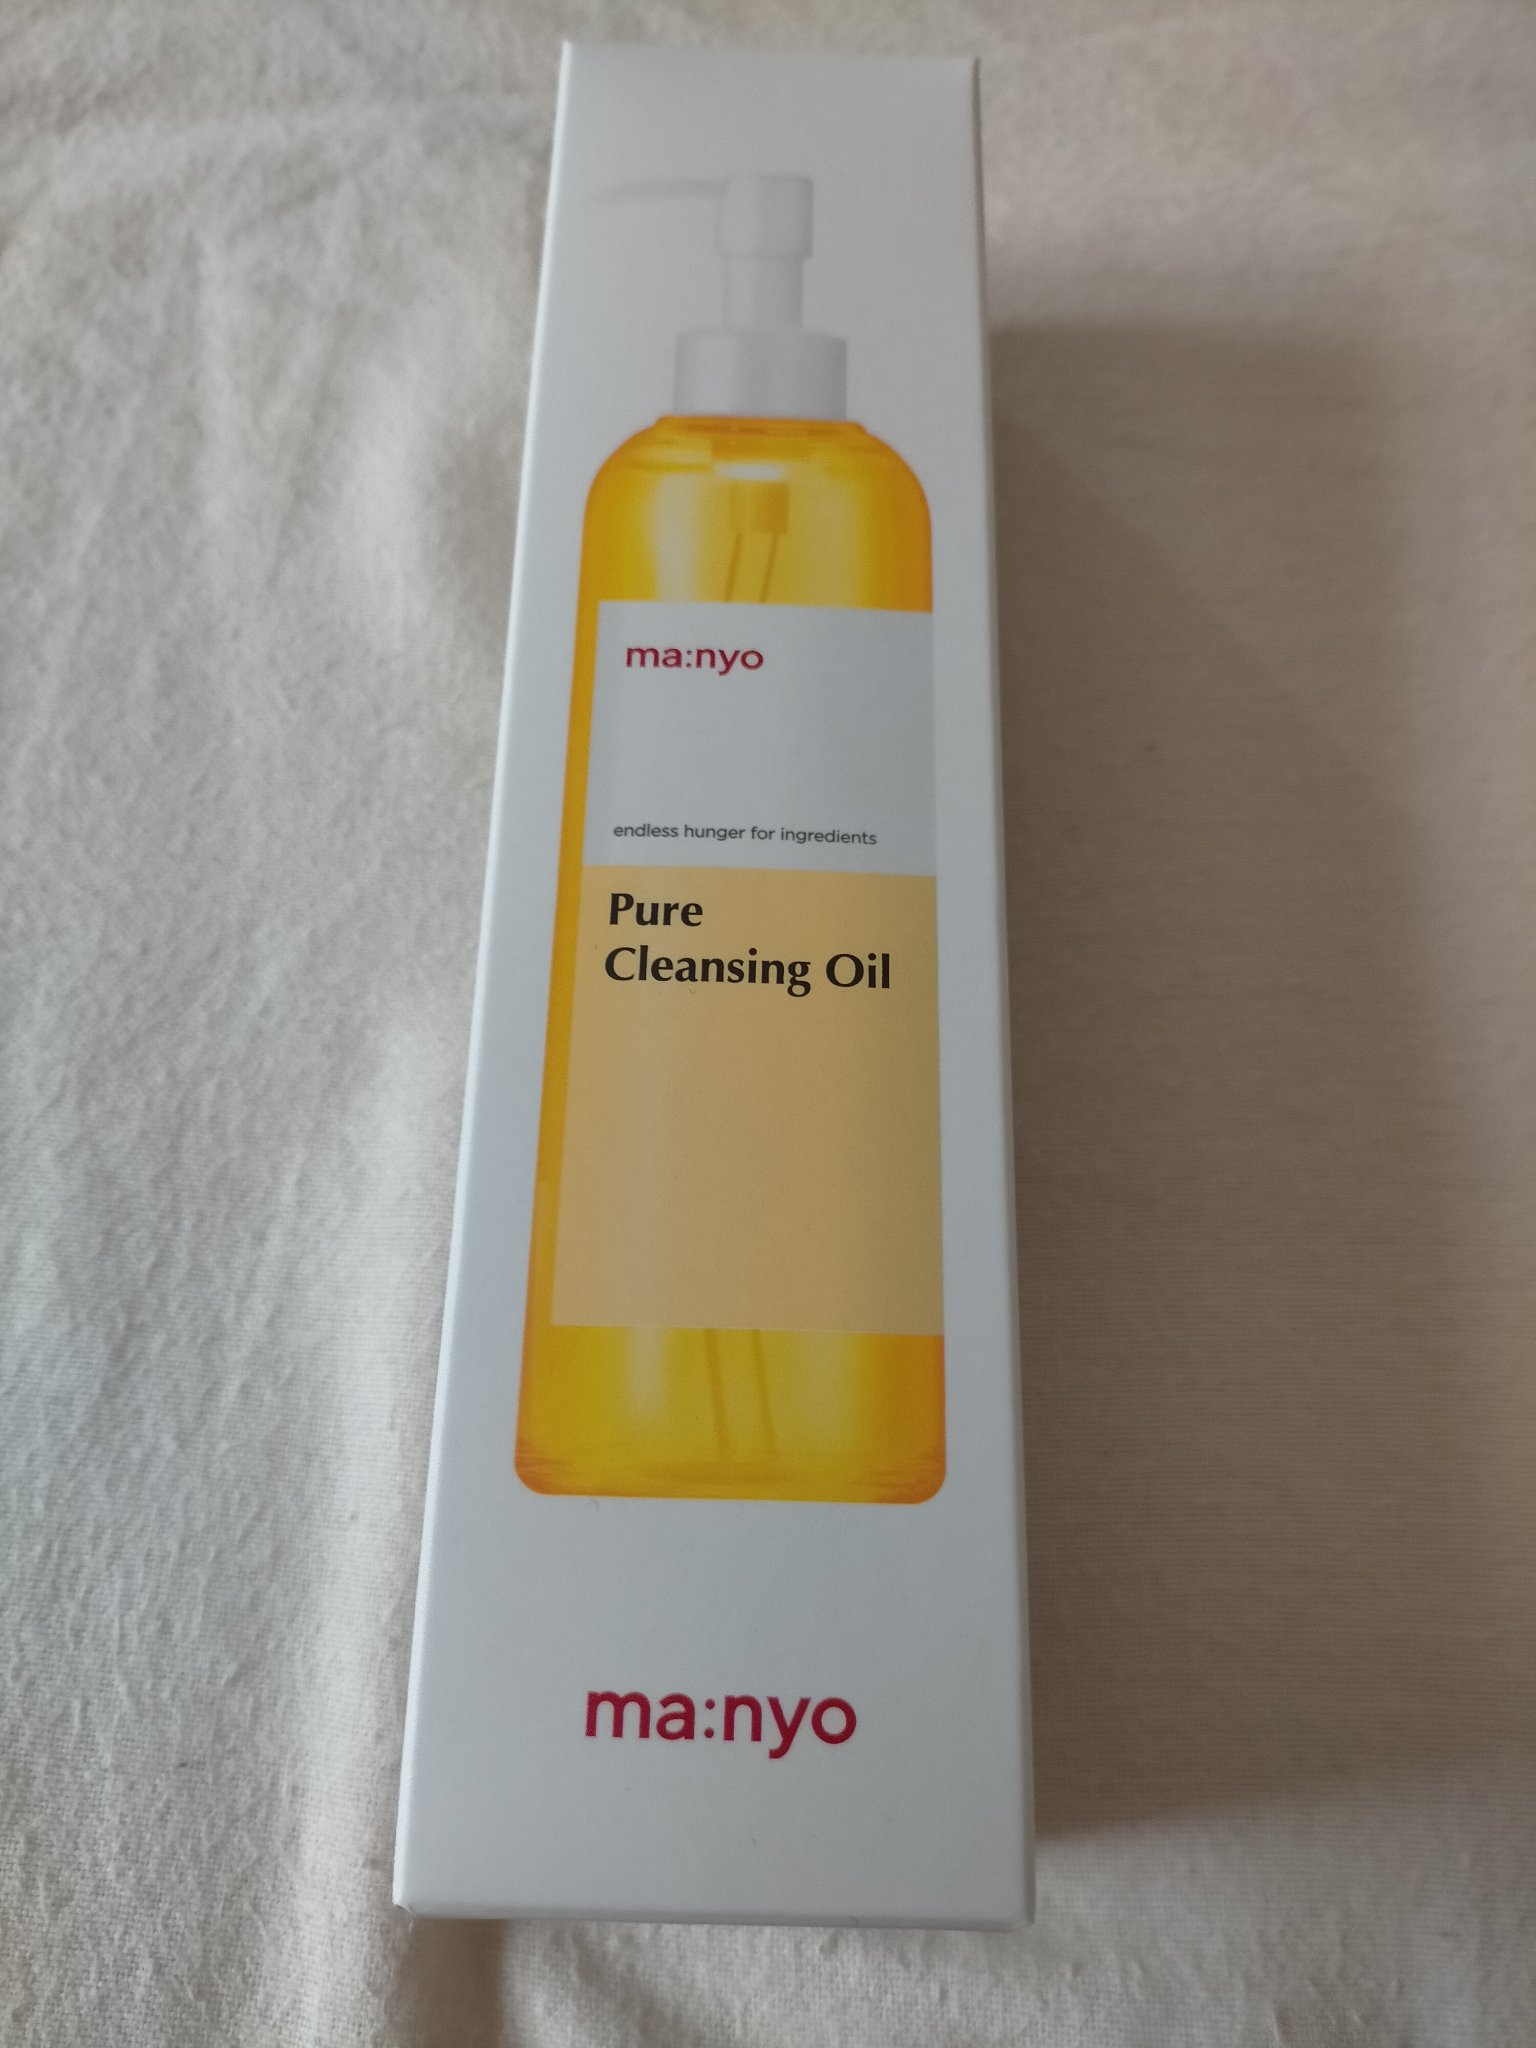 ma:nyo
endless hunger for ingredients
Pure
Cleansing Oil
ma:nyo